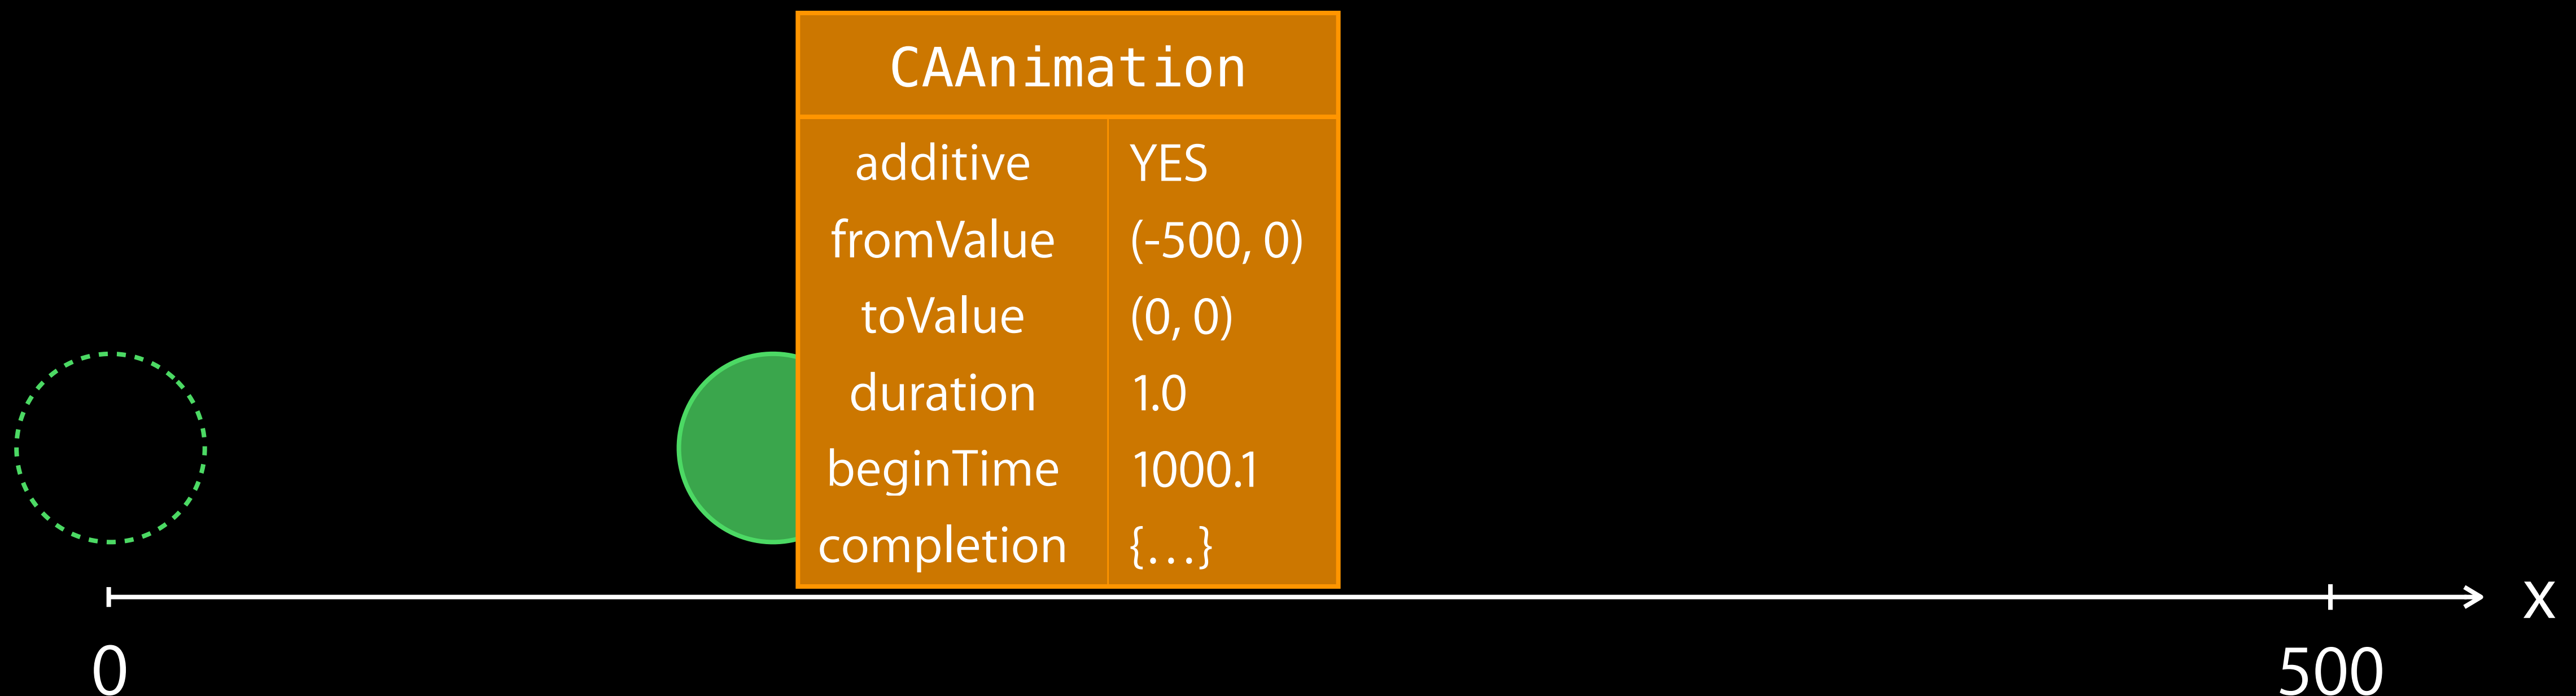 CAAnimation
additive YES
fromValue (-500, 0)
toValue (0, 0)
duration 1.0
beginTime 1000.1
completion {…}
x
0 500